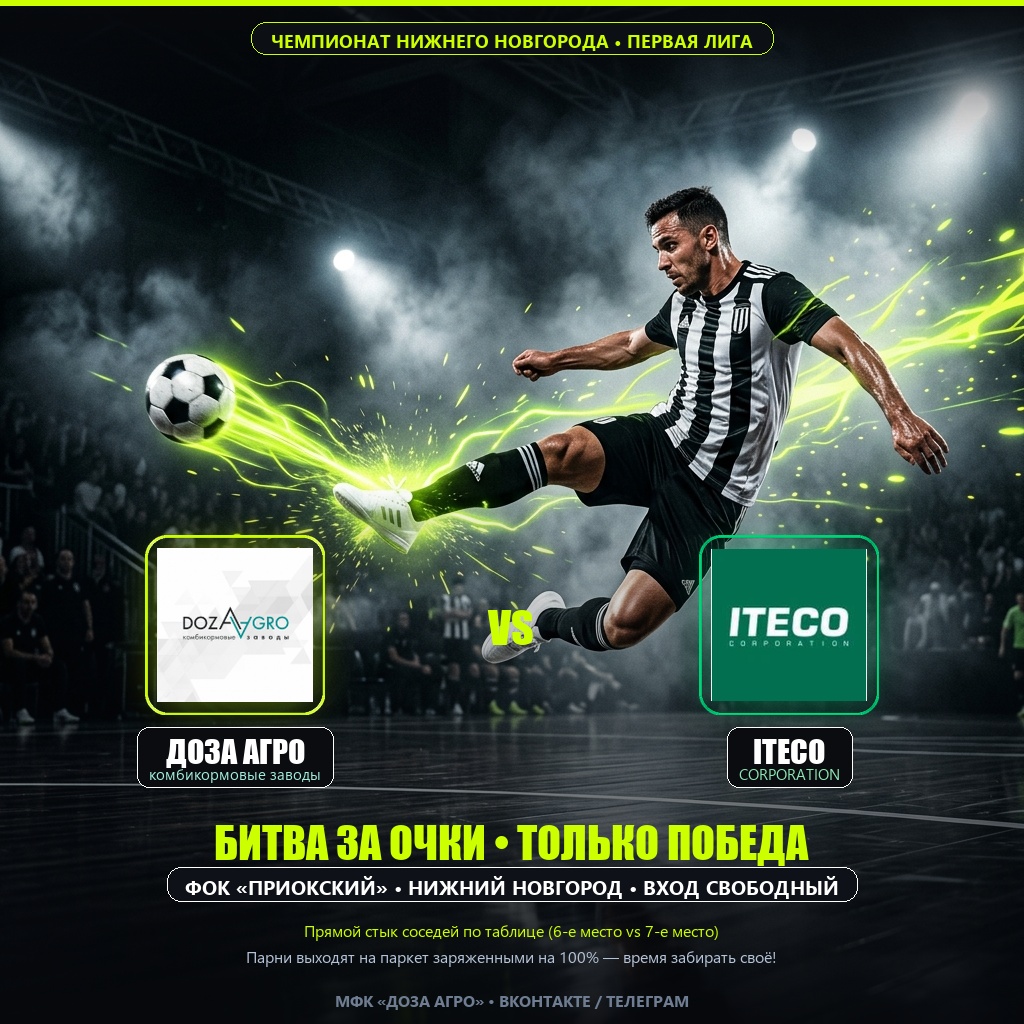 ЧЕМПИОНАТ НИЖНЕГО НОВГОРОДА • ПЕРВАЯ ЛИГА
DOZA AGRO
комбикормовые заводы
VS
ITECO
CORPORATION
ДОЗА АГРО
комбикормовые заводы
ITECO
CORPORATION
БИТВА ЗА ОЧКИ • ТОЛЬКО ПОБЕДА
ФОК «ПРИОКСКИЙ» • НИЖНИЙ НОВГОРОД • ВХОД СВОБОДНЫЙ
Прямой стык соседей по таблице (6-е место vs 7-е место)
Парни выходят на паркет заряженными на 100% — время забирать своё!
МФК «ДОЗА АГРО» • ВКОНТАКТЕ / ТЕЛЕГРАМ